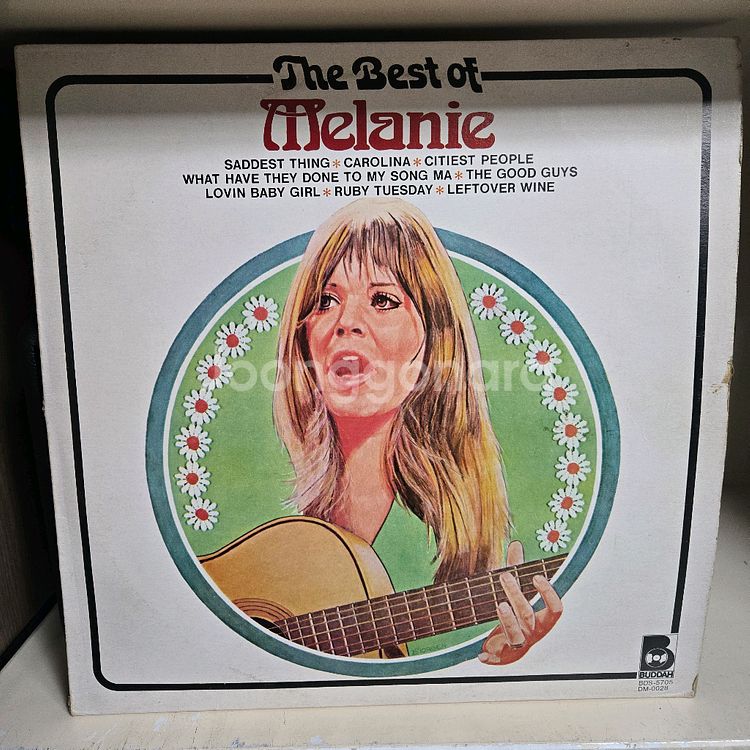 The Best of
Melanie
SADDEST THING * CAROLINA * CITIEST PEOPLE
WHAT HAVE THEY DONE TO MY SONG MA * THE GOOD GUYS
LOVIN BABY GIRL * RUBY TUESDAY * LEFTOVER WINE
joonggonara
B
BUDDAH
BDS-5705
DM-0028